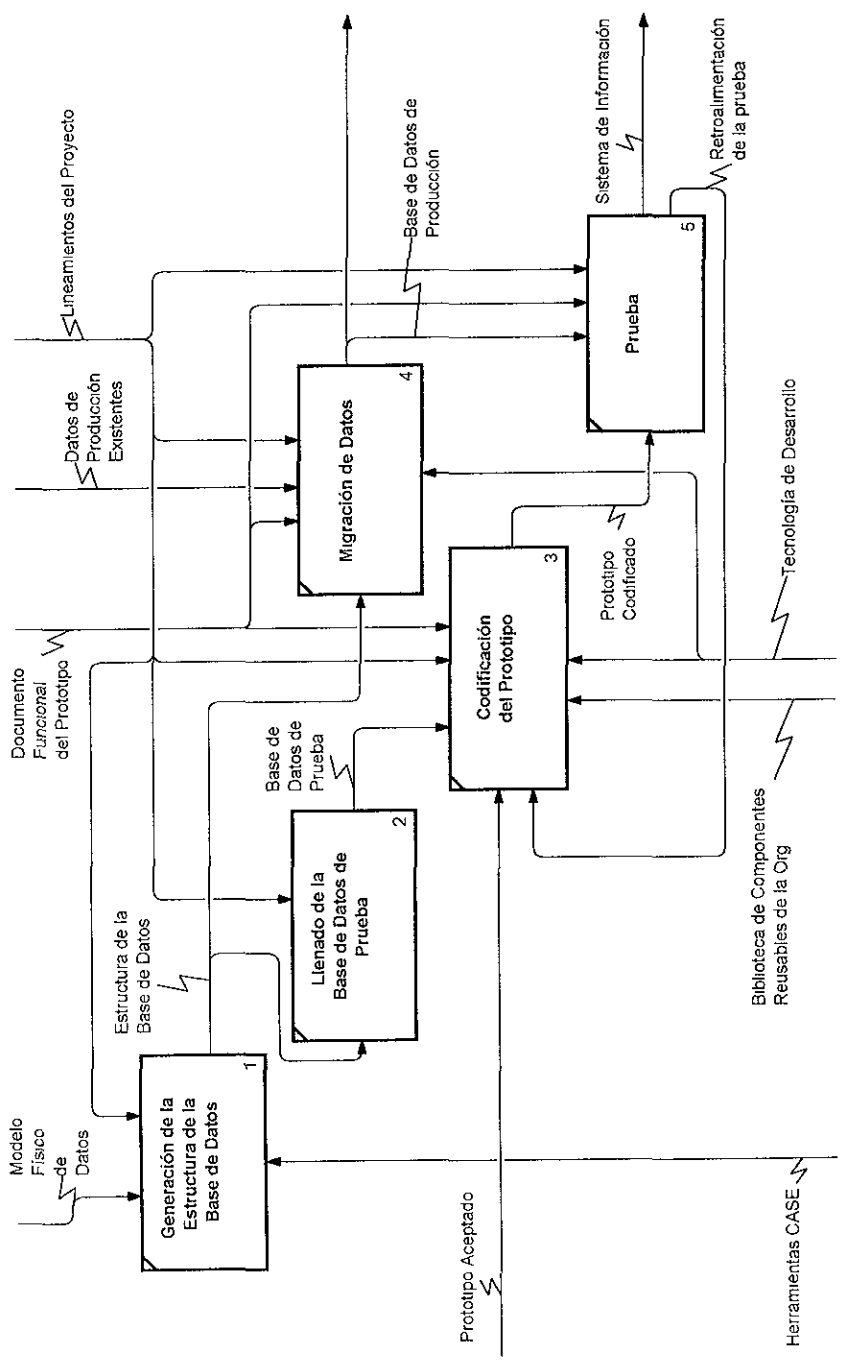 Modelo
Físico
de
Datos
Documento
Funcional
del Prototipo
Datos de
Producción
Existentes
Lineamientos del Proyecto
Generación de la
Estructura de la
Base de Datos
1
Estructura de la
Base de Datos
Llenado de la
Base de Datos de
Prueba
2
Base de
Datos de
Prueba
Migración de Datos
4
Base de Datos de
Producción
Prototipo Aceptado
Codificación
del Prototipo
3
Prototipo
Codificado
Prueba
5
Sistema de Información
Retroalimentación
de la prueba
Herramientas CASE
Biblioteca de Componentes
Reusables de la Org
Tecnología de Desarrollo